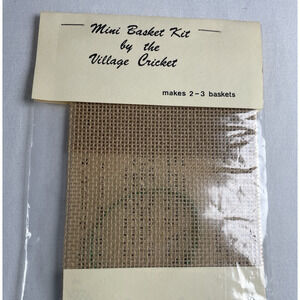 Mini Basket Kit
by the
Village Cricket
makes 2-3 baskets